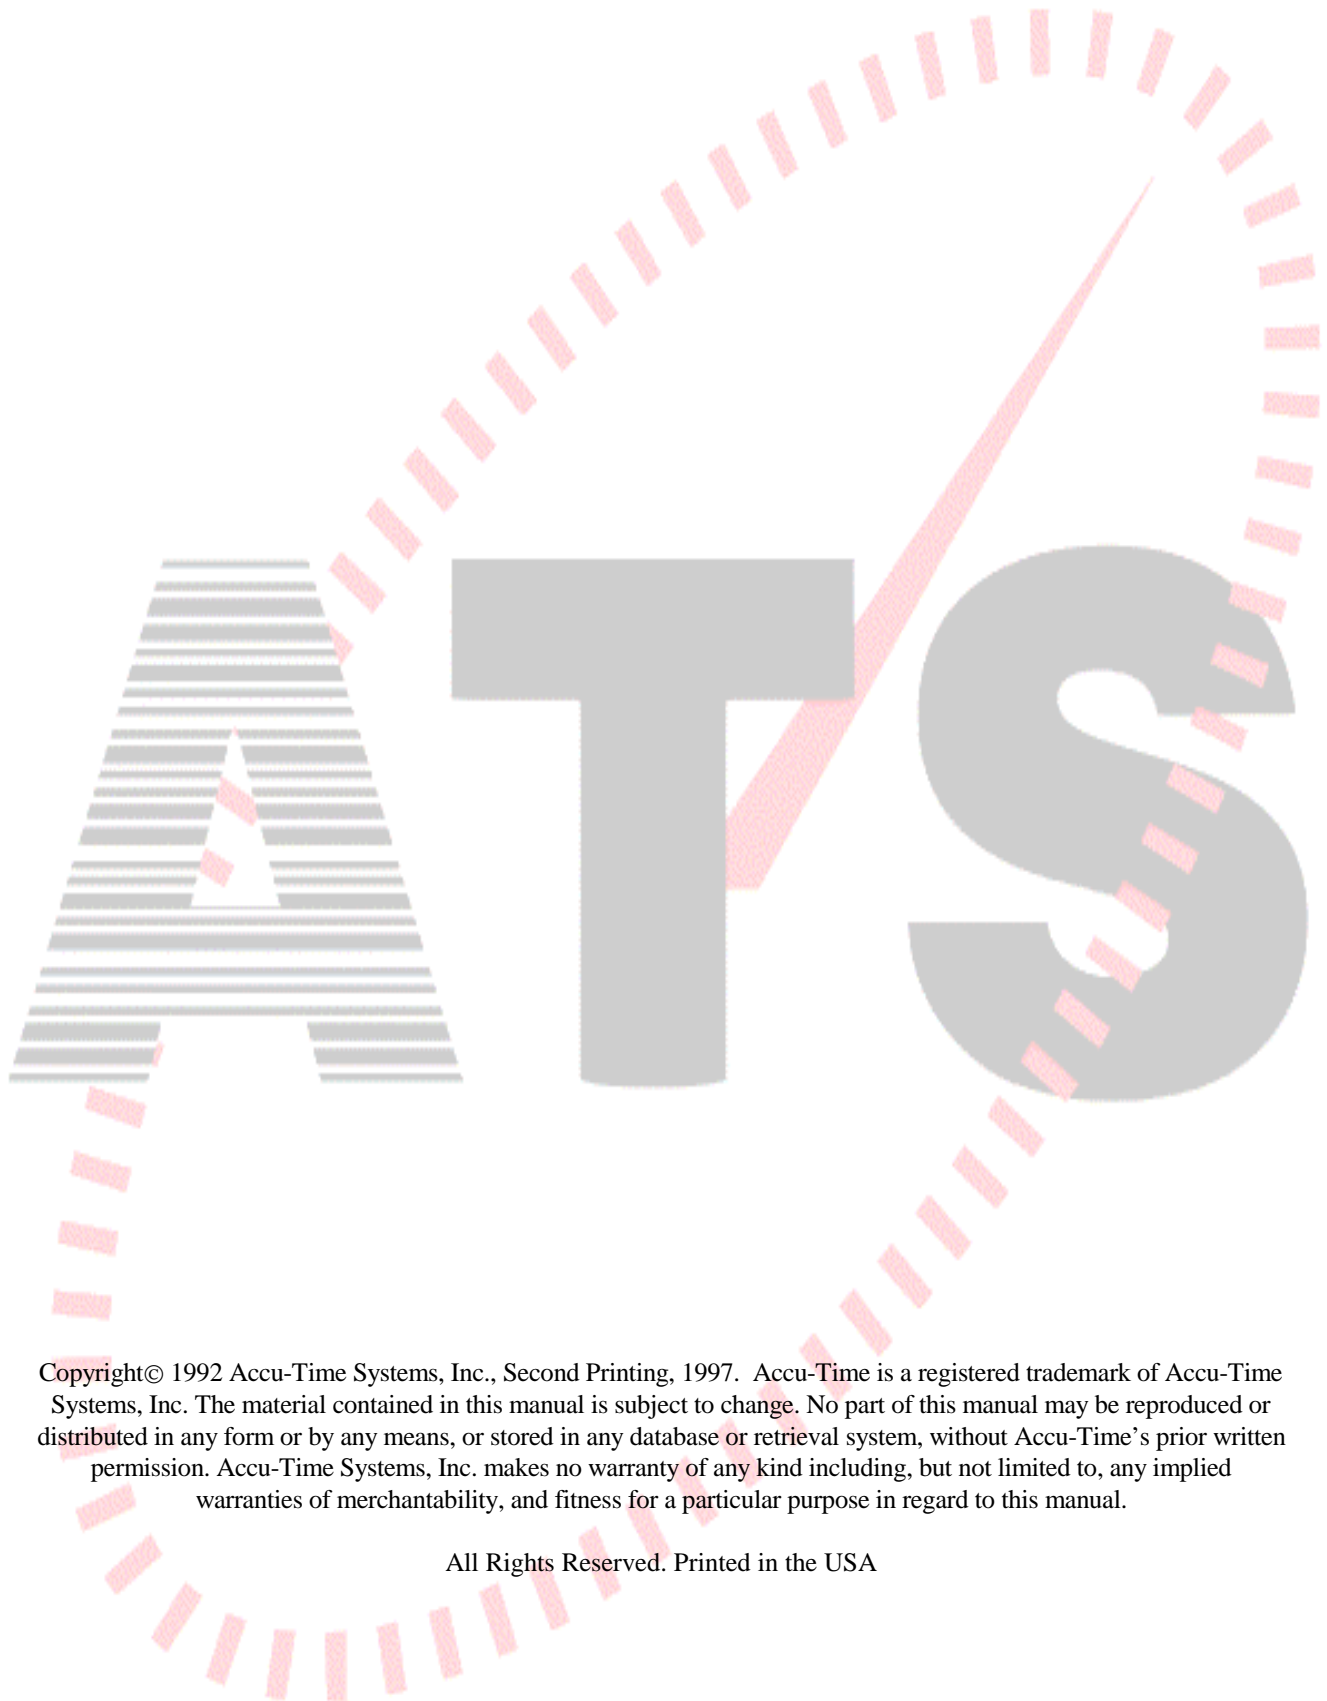 ATS
Copyright© 1992 Accu-Time Systems, Inc., Second Printing, 1997.  Accu-Time is a registered trademark of Accu-Time
Systems, Inc. The material contained in this manual is subject to change. No part of this manual may be reproduced or
distributed in any form or by any means, or stored in any database or retrieval system, without Accu-Time’s prior written
permission. Accu-Time Systems, Inc. makes no warranty of any kind including, but not limited to, any implied
warranties of merchantability, and fitness for a particular purpose in regard to this manual.
All Rights Reserved. Printed in the USA